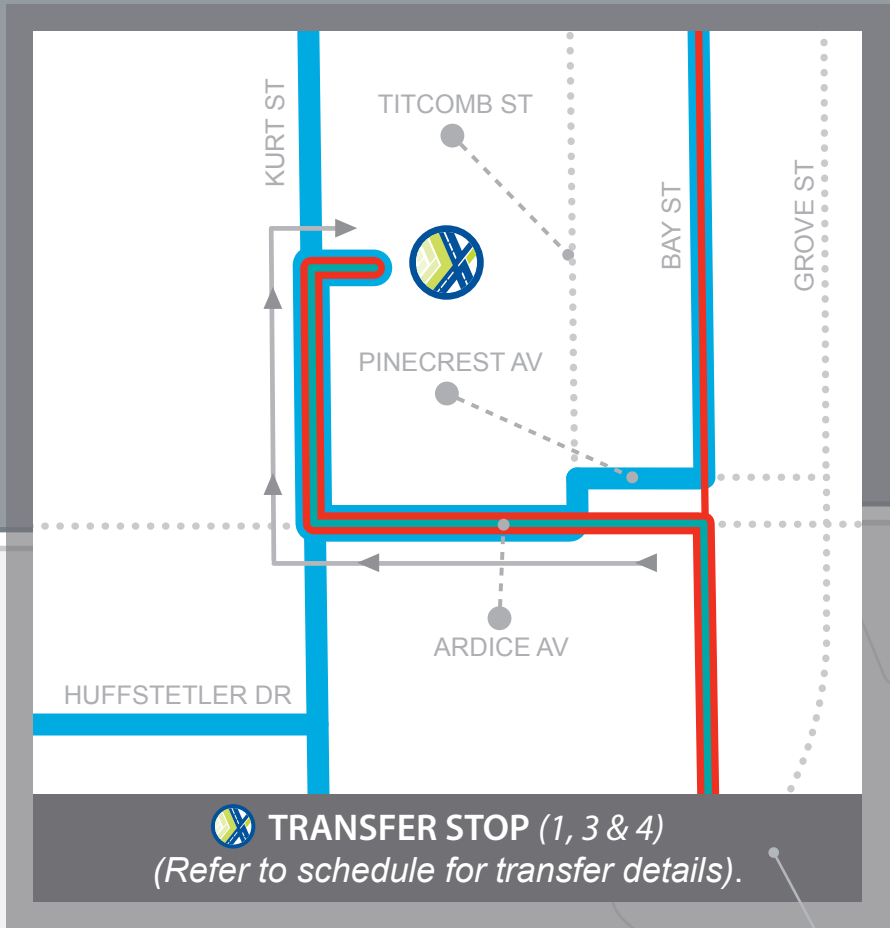 KURT ST
TITCOMB ST
BAY ST
GROVE ST
PINECREST AV
ARDICE AV
HUFFSTETLER DR
TRANSFER STOP (1, 3 & 4)
(Refer to schedule for transfer details).